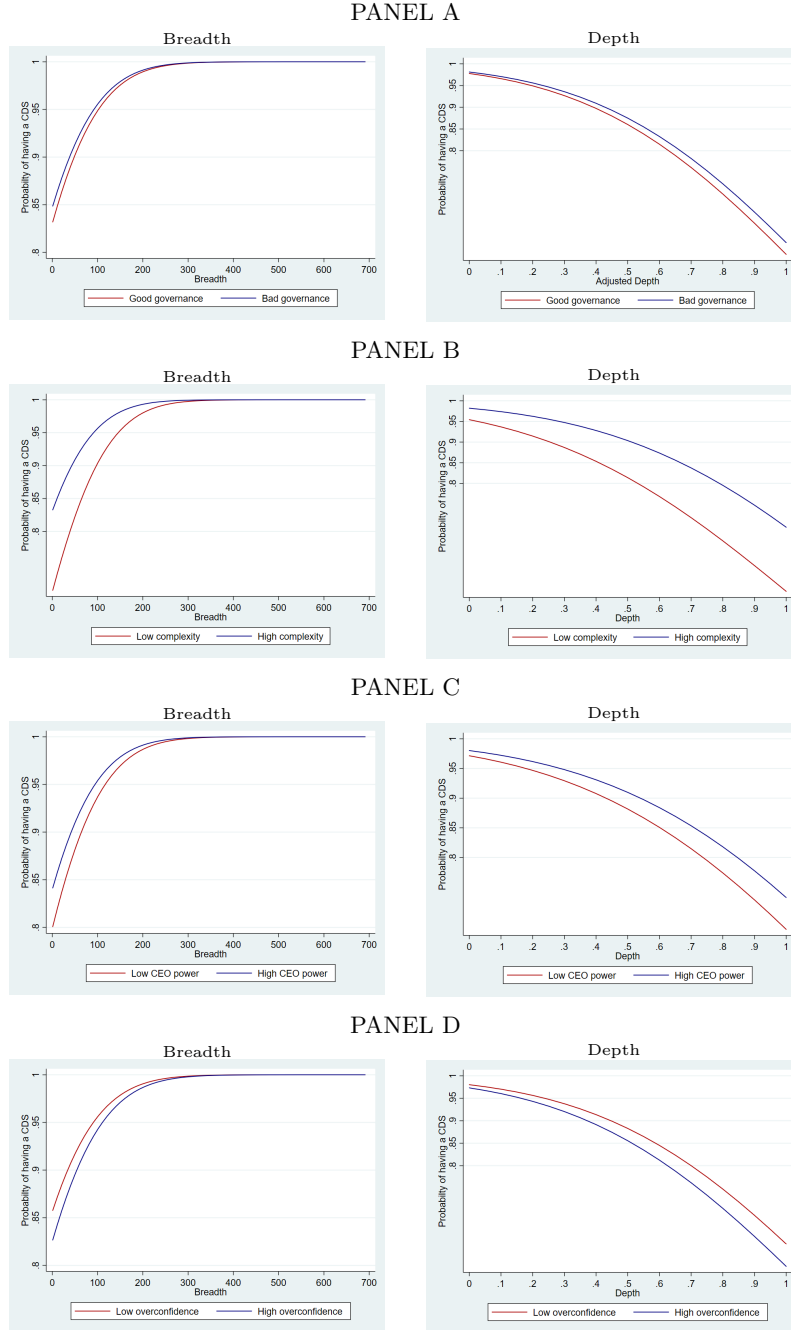 PANEL A
Breadth
Probability of having a CDS
1
.95
.9
.85
.8
0 100 200 300 400 500 600 700
Breadth
Good governance Bad governance
Depth
Probability of having a CDS
1
.95
.9
.85
.8
0 .1 .2 .3 .4 .5 .6 .7 .8 .9 1
Adjusted Depth
Good governance Bad governance
PANEL B
Breadth
Probability of having a CDS
1
.95
.9
.85
.8
0 100 200 300 400 500 600 700
Breadth
Low complexity High complexity
Depth
Probability of having a CDS
1
.95
.9
.85
.8
0 .1 .2 .3 .4 .5 .6 .7 .8 .9 1
Depth
Low complexity High complexity
PANEL C
Breadth
Probability of having a CDS
1
.95
.9
.85
.8
0 100 200 300 400 500 600 700
Breadth
Low CEO power High CEO power
Depth
Probability of having a CDS
1
.95
.9
.85
.8
0 .1 .2 .3 .4 .5 .6 .7 .8 .9 1
Depth
Low CEO power High CEO power
PANEL D
Breadth
Probability of having a CDS
1
.95
.9
.85
.8
0 100 200 300 400 500 600 700
Breadth
Low overconfidence High overconfidence
Depth
Probability of having a CDS
1
.95
.9
.85
.8
0 .1 .2 .3 .4 .5 .6 .7 .8 .9 1
Depth
Low overconfidence High overconfidence